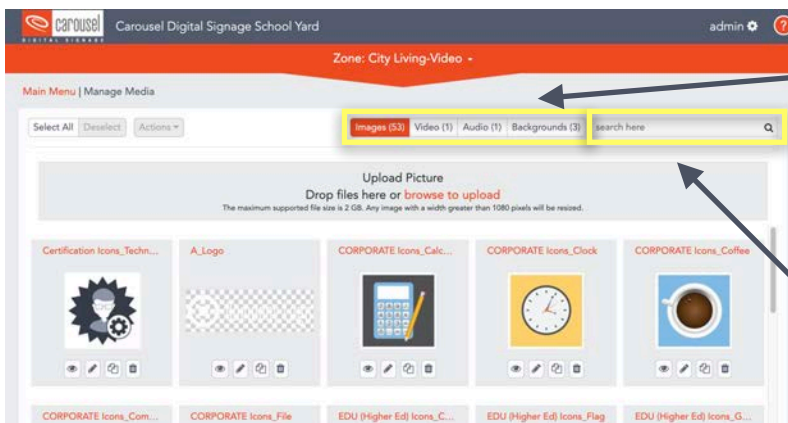 carousel Carousel Digital Signage School Yard admin ?
DIGITAL SIGNAGE
Zone: City Living-Video
Main Menu | Manage Media
Select All Deselect Actions Images (53) Video (1) Audio (1) Backgrounds (3) search here
Upload Picture
Drop files here or browse to upload
The maximum supported file size is 2 GB. Any image with a width greater than 1080 pixels will be resized.
Certification Icons_Techn... A_Logo CORPORATE Icons_Calc... CORPORATE Icons_Clock CORPORATE Icons_Coffee
CORPORATE Icons_Com... CORPORATE Icons_File EDU (Higher Ed) Icons_C... EDU (Higher Ed) Icons_Flag EDU (Higher Ed) Icons_G...